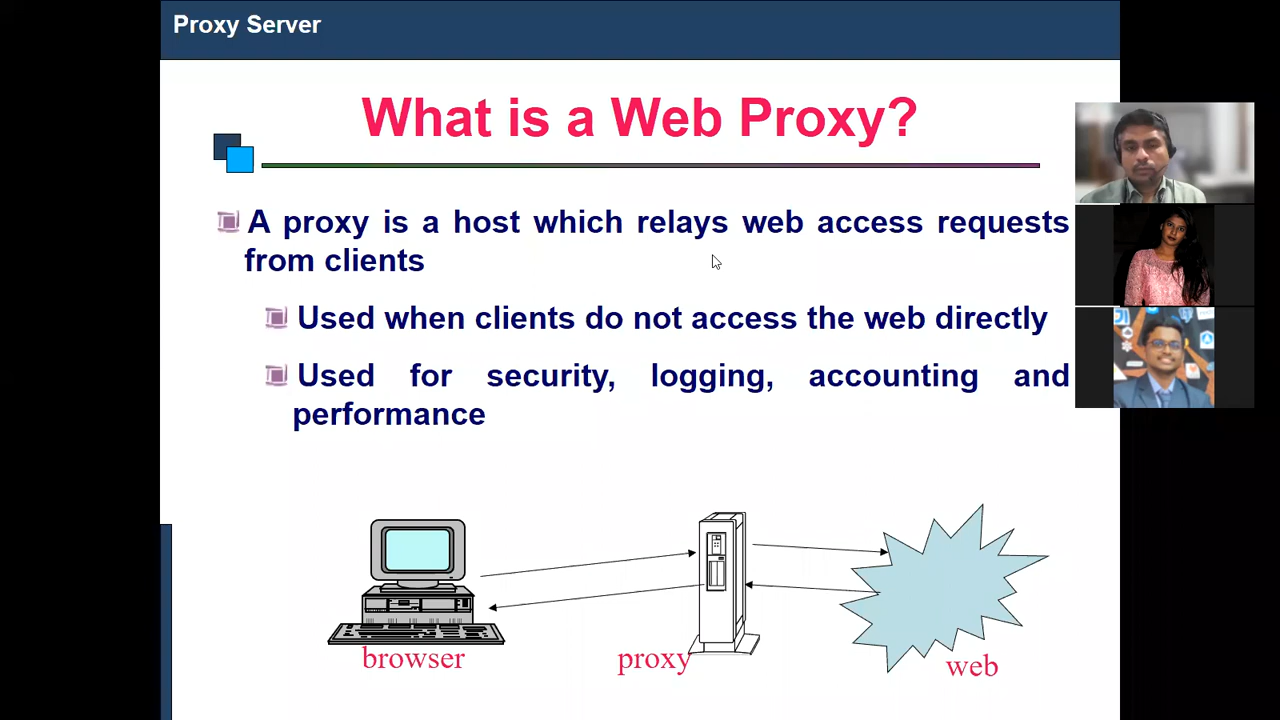 Proxy Server
What is a Web Proxy?
A proxy is a host which relays web access requests
from clients
Used when clients do not access the web directly
Used for security, logging, accounting and
performance
browser
proxy
web